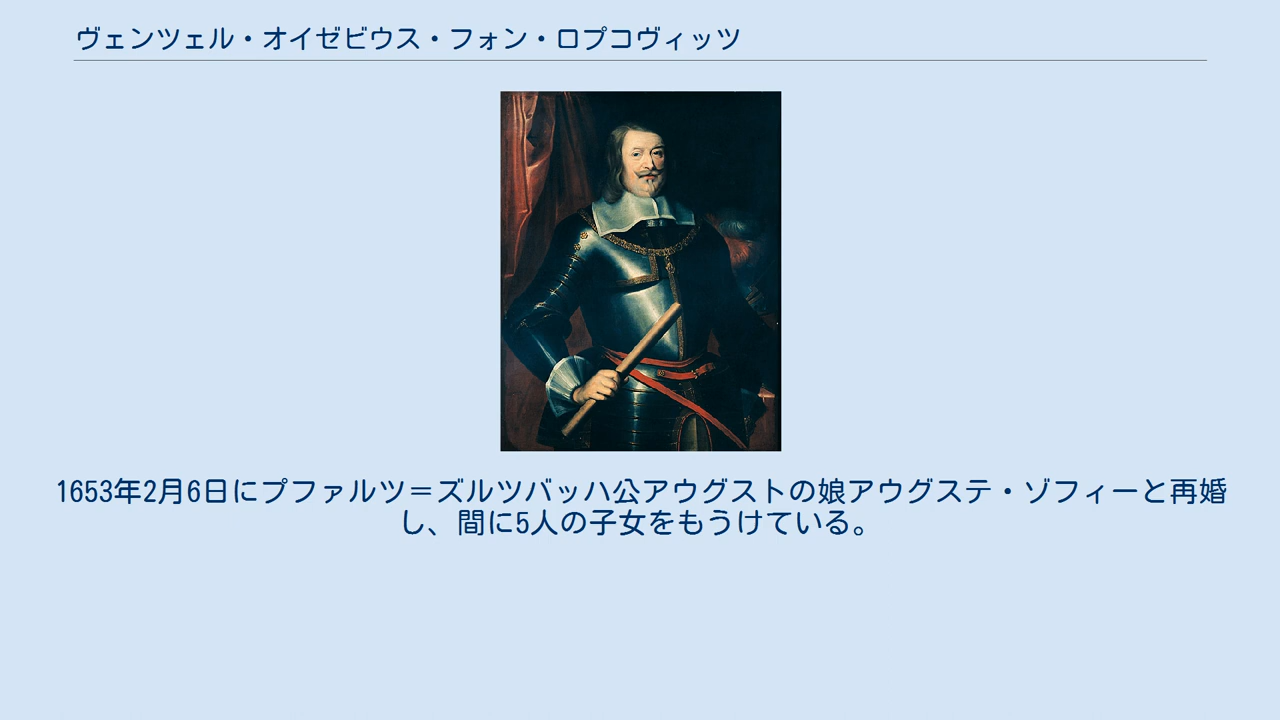 ヴェンツェル・オイゼビウス・フォン・ロプコヴィッツ
1653年2月6日にプファルツ＝ズルツバッハ公アウグストの娘アウグステ・ゾフィーと再婚
し、間に5人の子女をもうけている。